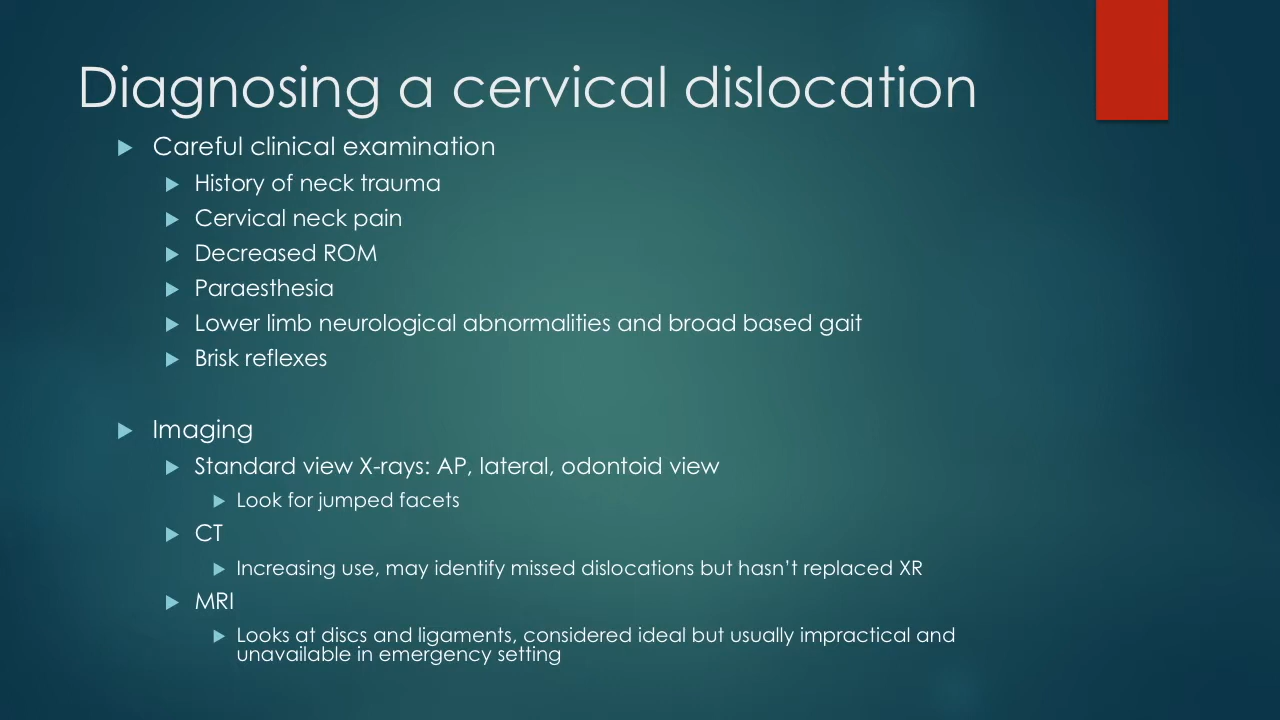 Diagnosing a cervical dislocation
Careful clinical examination
History of neck trauma
Cervical neck pain
Decreased ROM
Paraesthesia
Lower limb neurological abnormalities and broad based gait
Brisk reflexes
Imaging
Standard view X-rays: AP, lateral, odontoid view
Look for jumped facets
CT
Increasing use, may identify missed dislocations but hasn’t replaced XR
MRI
Looks at discs and ligaments, considered ideal but usually impractical and
unavailable in emergency setting